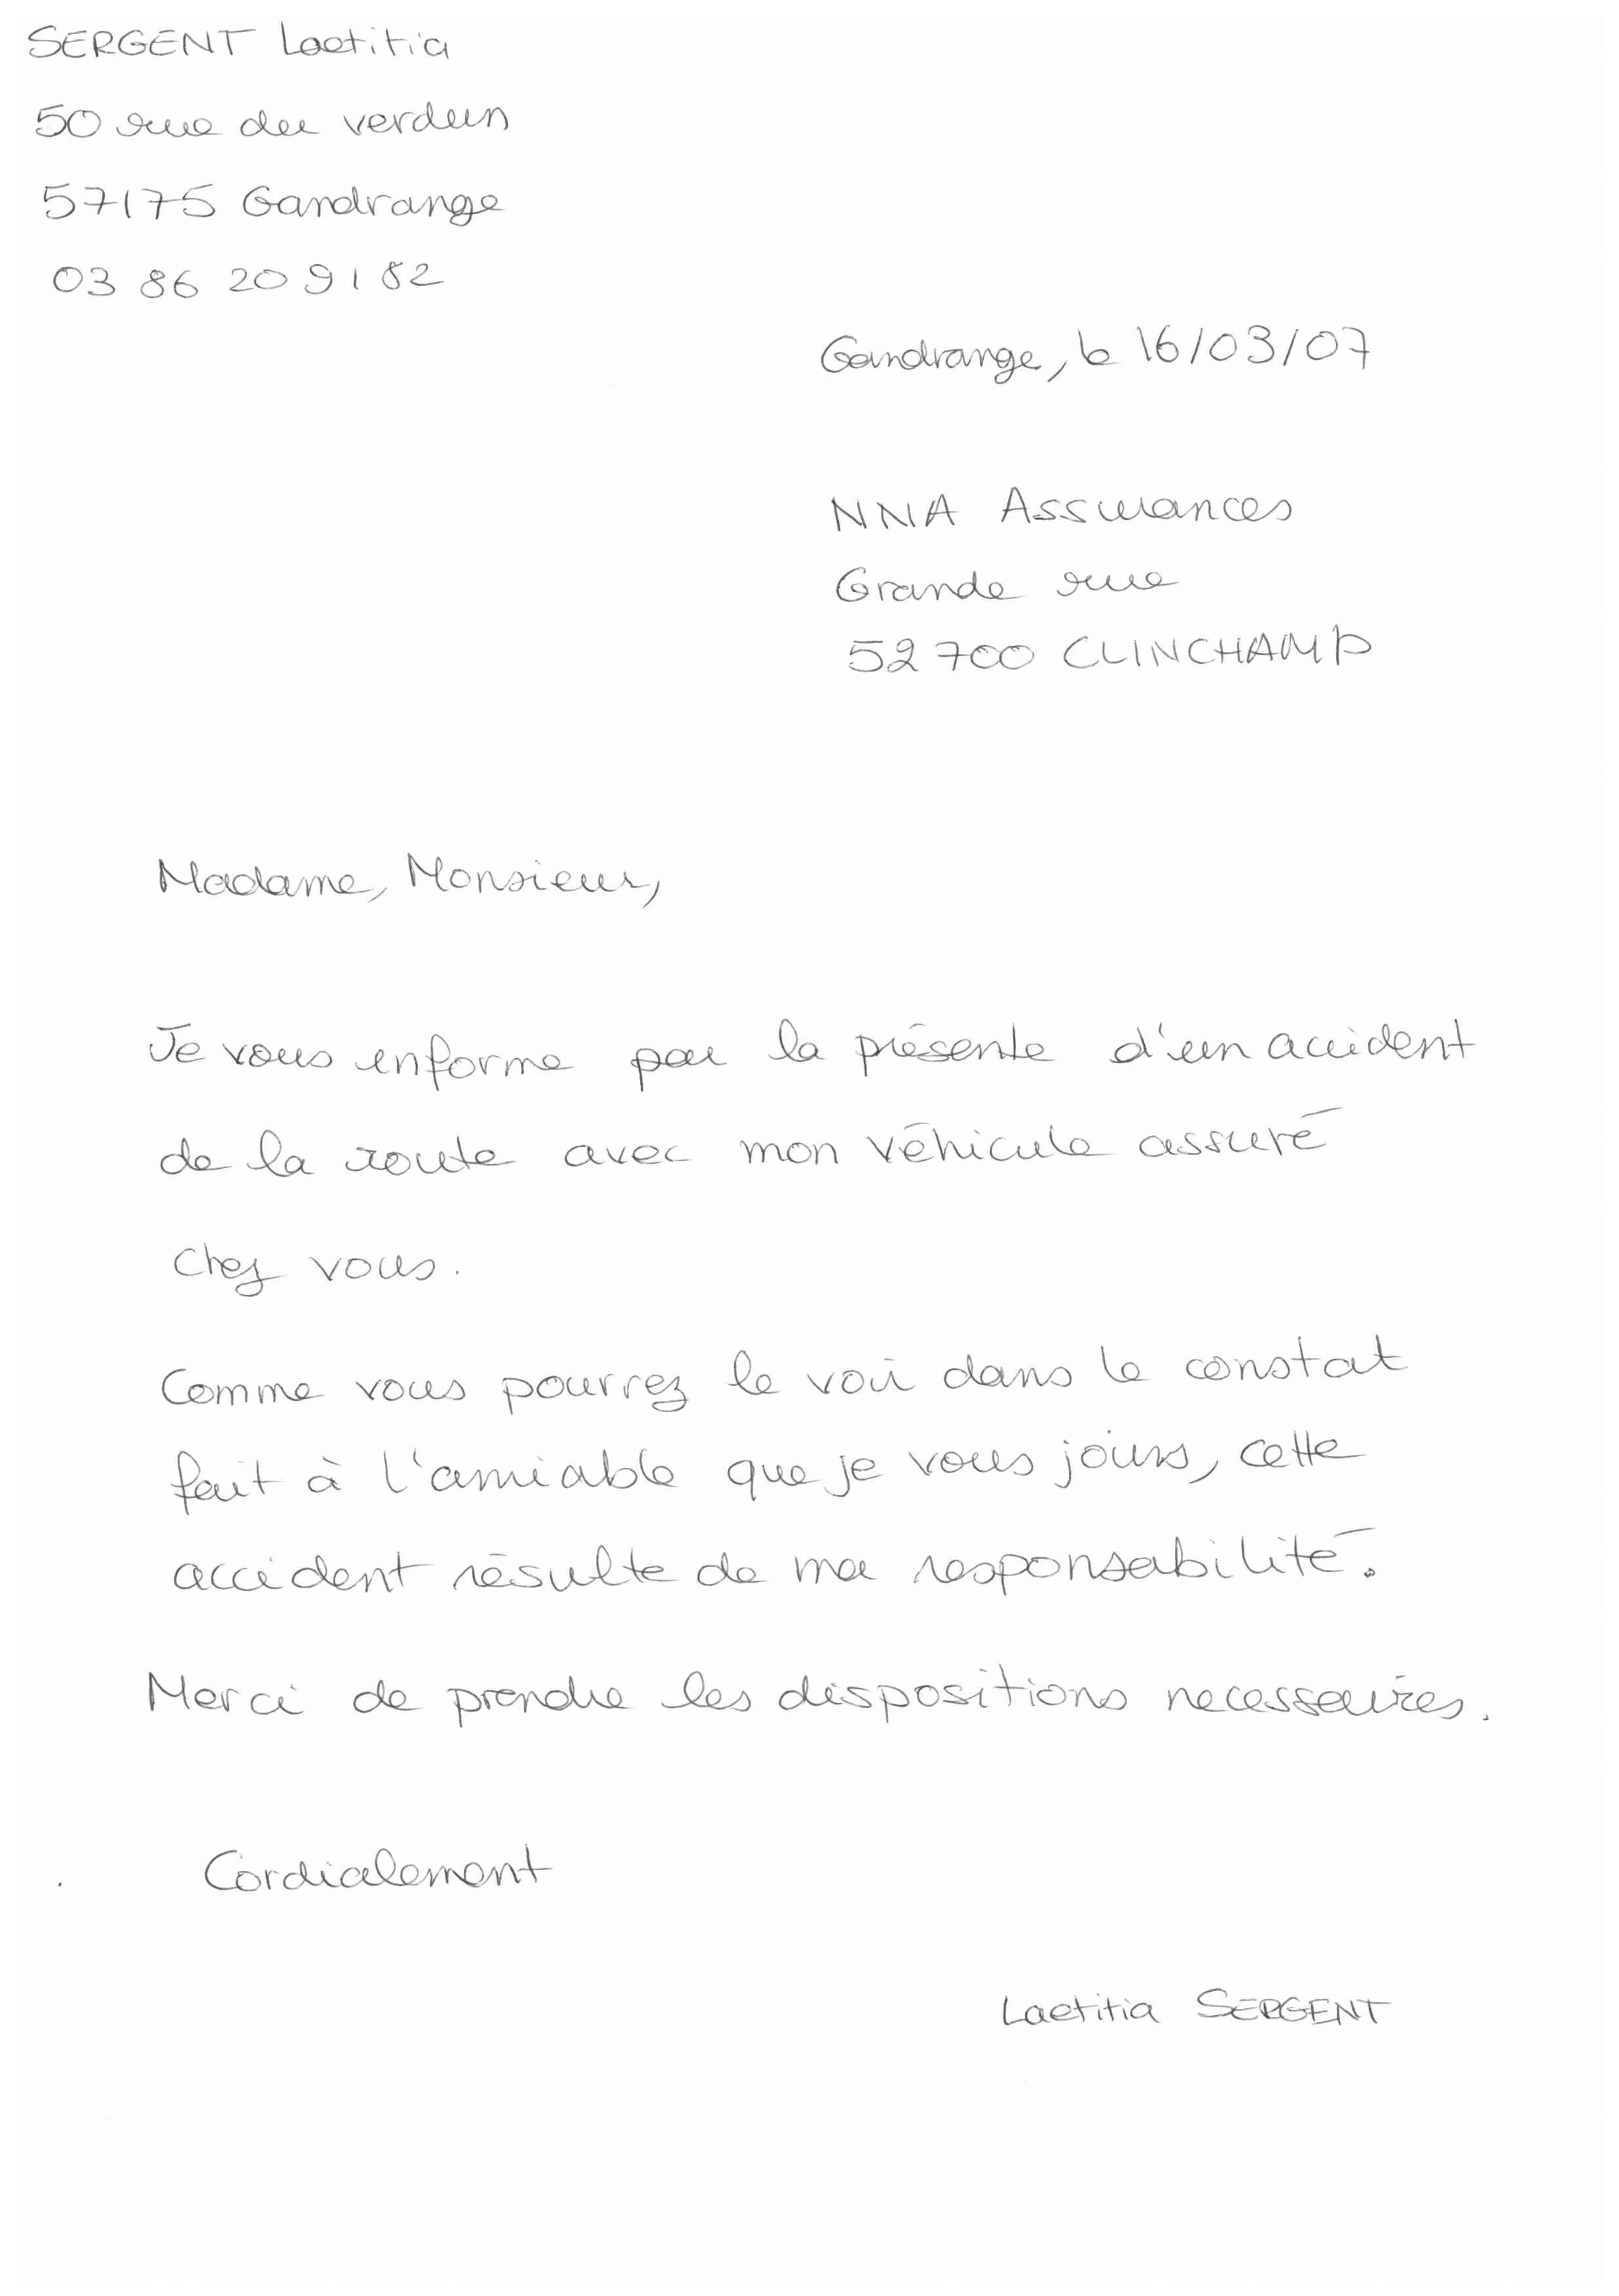 SERGENT Laetitia
50 rue du verdun
57175 Gandrange
03 86 20 91 82
Gandrange, le 16/03/07
NNA Assurances
Grande rue
52700 CLINCHAMP
Madame, Monsieur,
Je vous informe par la présente d'un accident
de la route avec mon véhicule assuré
chez vous.
Comme vous pourrez le voir dans le constat
fait à l'amiable que je vous joins, cette
accident résulte de ma responsabilité.
Merci de prendre les dispositions necessaires.
Cordialement
Laetitia SERGENT